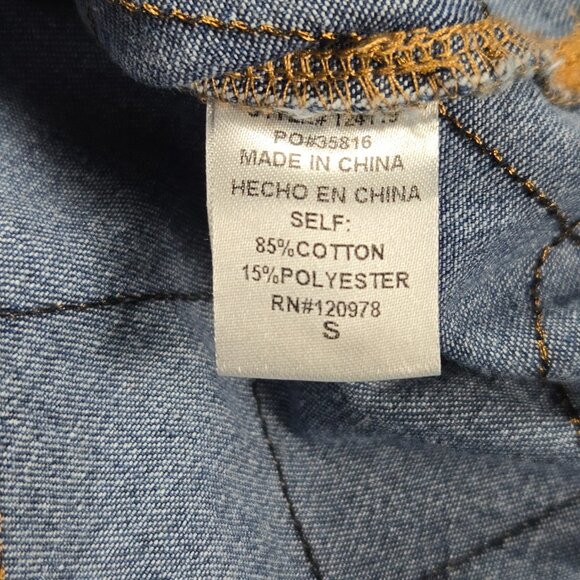 PO#35816
MADE IN CHINA
HECHO EN CHINA
SELF:
85%COTTON
15%POLYESTER
RN#120978
S